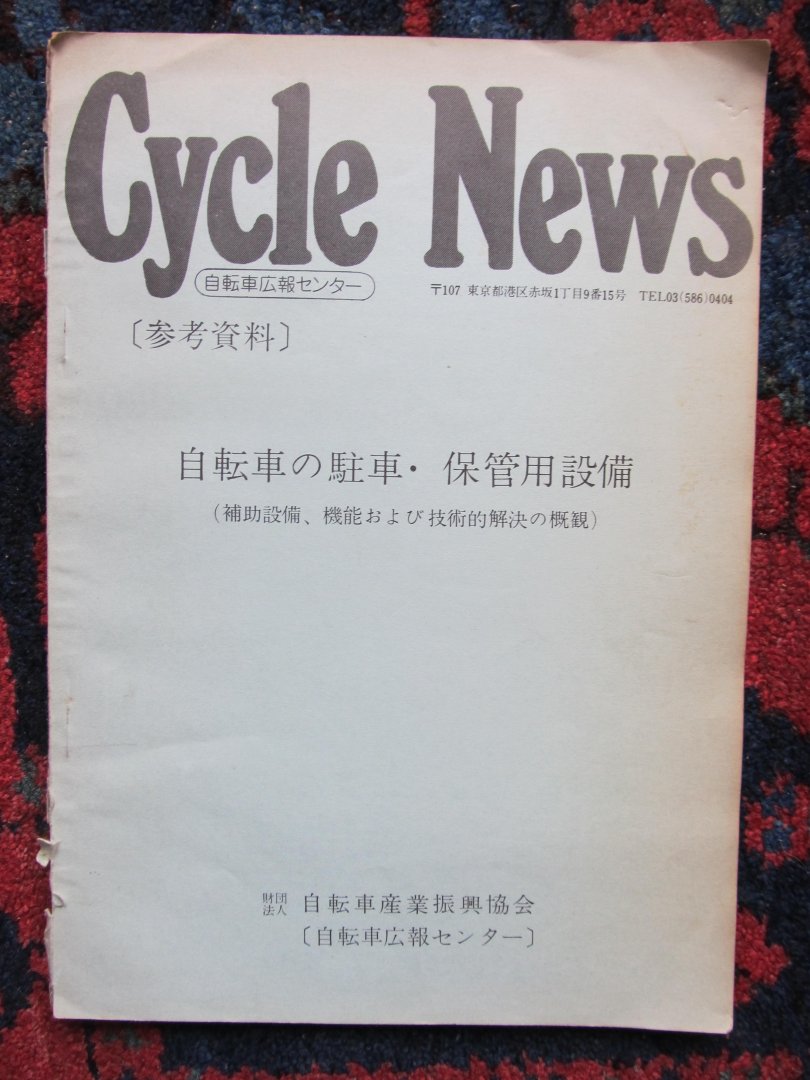 Cycle News
自転車広報センター
〒107 東京都港区赤坂1丁目9番15号 TEL03(586)0404
〔参考資料〕
自転車の駐車・保管用設備
(補助設備、機能および技術的解決の概観)
財団法人 自転車産業振興協会
〔自転車広報センター〕